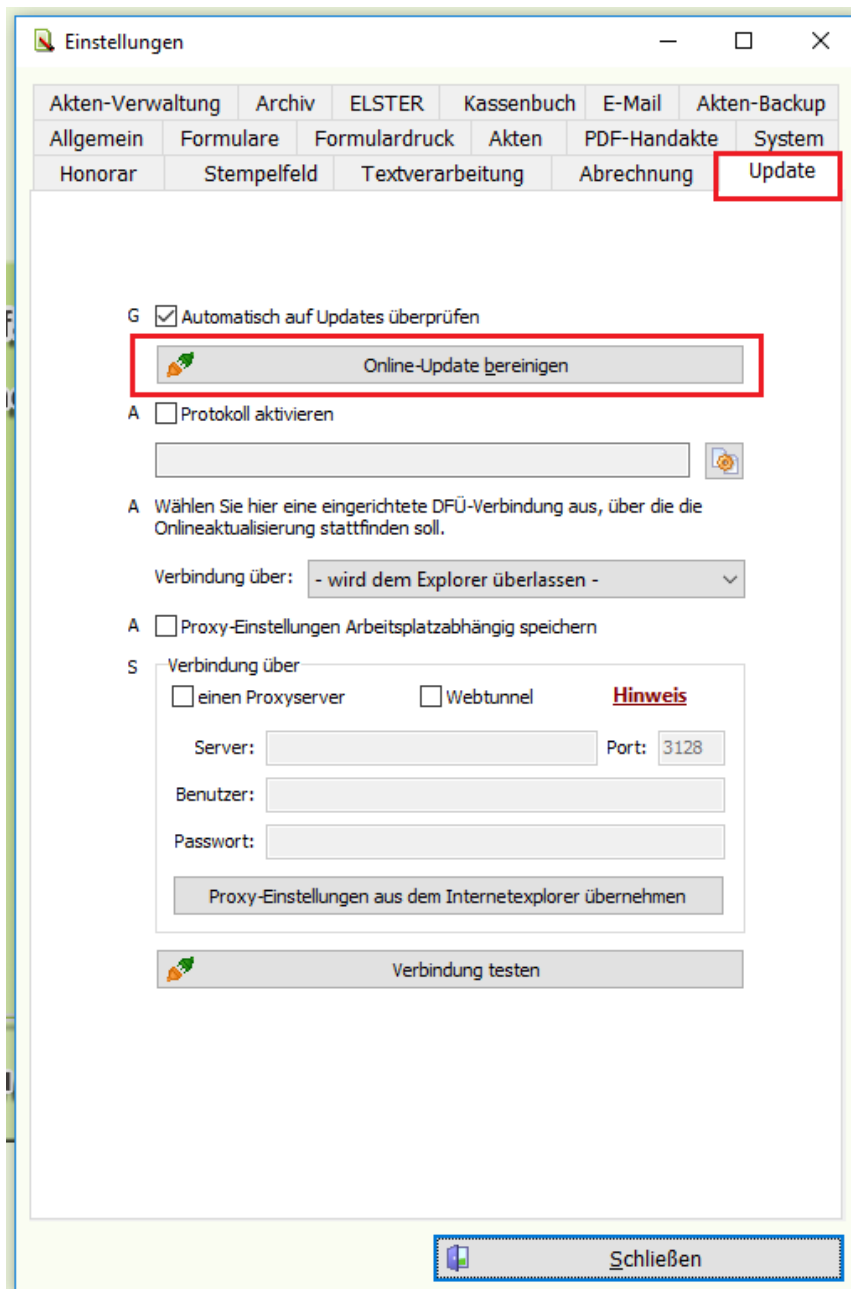 Einstellungen
Akten-Verwaltung Archiv ELSTER Kassenbuch E-Mail Akten-Backup
Allgemein Formulare Formulardruck Akten PDF-Handakte System
Honorar Stempelfeld Textverarbeitung Abrechnung Update
G Automatisch auf Updates überprüfen
Online-Update bereinigen
A Protokoll aktivieren
A Wählen Sie hier eine eingerichtete DFÜ-Verbindung aus, über die die
Onlineaktualisierung stattfinden soll.
Verbindung über: - wird dem Explorer überlassen -
A Proxy-Einstellungen Arbeitsplatzabhängig speichern
S Verbindung über
einen Proxyserver Webtunnel Hinweis
Server: Port: 3128
Benutzer:
Passwort:
Proxy-Einstellungen aus dem Internetexplorer übernehmen
Verbindung testen
Schließen